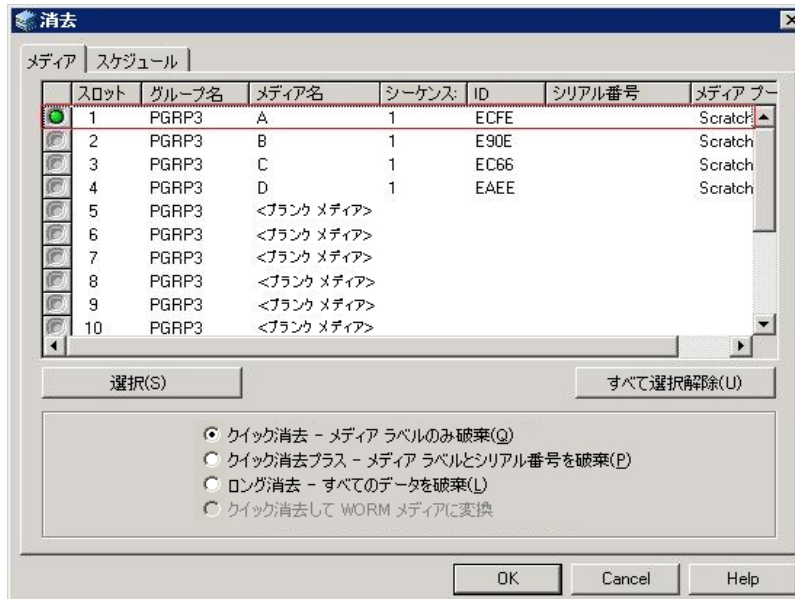 消去
メディア スケジュール
スロット グループ名 メディア名 シーケンス: ID シリアル番号 メディア プー
1 PGRP3 A 1 ECFE Scratch
2 PGRP3 B 1 E90E Scratch
3 PGRP3 C 1 EC66 Scratch
4 PGRP3 D 1 EAEE Scratch
5 PGRP3 <ブランク メディア>
6 PGRP3 <ブランク メディア>
7 PGRP3 <ブランク メディア>
8 PGRP3 <ブランク メディア>
9 PGRP3 <ブランク メディア>
10 PGRP3 <ブランク メディア>
選択(S) すべて選択解除(U)
クイック消去 - メディア ラベルのみ破棄(Q)
クイック消去プラス - メディア ラベルとシリアル番号を破棄(P)
ロング消去 - すべてのデータを破棄(L)
クイック消去して WORM メディアに変換
OK Cancel Help